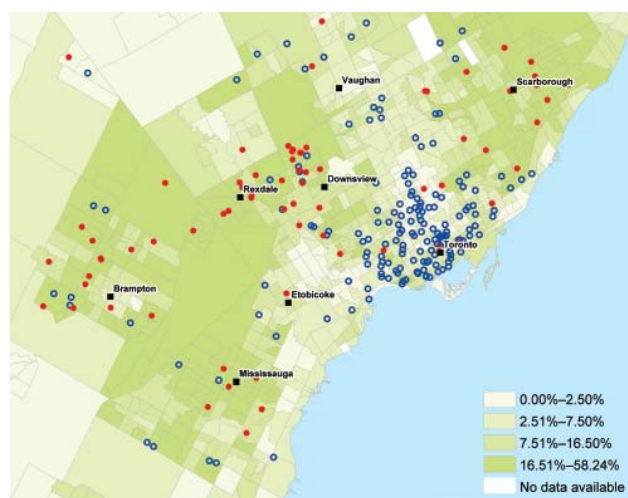 Vaughan
Scarborough
Downsview
Rexdale
Toronto
Brampton
Etobicoke
Mississauga
0.00%–2.50%
2.51%–7.50%
7.51%–16.50%
16.51%–58.24%
No data available